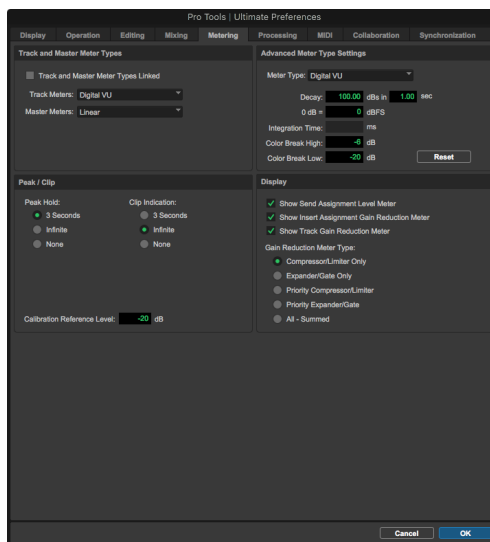 Pro Tools | Ultimate Preferences
Display Operation Editing Mixing Metering Processing MIDI Collaboration Synchronization
Track and Master Meter Types
Track and Master Meter Types Linked
Track Meters: Digital VU
Master Meters: Linear
Advanced Meter Type Settings
Meter Type: Digital VU
Decay: 100.00 dBs in 1.00 sec
0 dB = 0 dBFS
Integration Time: ms
Color Break High: -6 dB
Color Break Low: -20 dB Reset
Peak / Clip
Peak Hold: Clip Indication:
3 Seconds 3 Seconds
Infinite Infinite
None None
Calibration Reference Level: -20 dB
Display
Show Send Assignment Level Meter
Show Insert Assignment Gain Reduction Meter
Show Track Gain Reduction Meter
Gain Reduction Meter Type:
Compressor/Limiter Only
Expander/Gate Only
Priority Compressor/Limiter
Priority Expander/Gate
All - Summed
Cancel OK